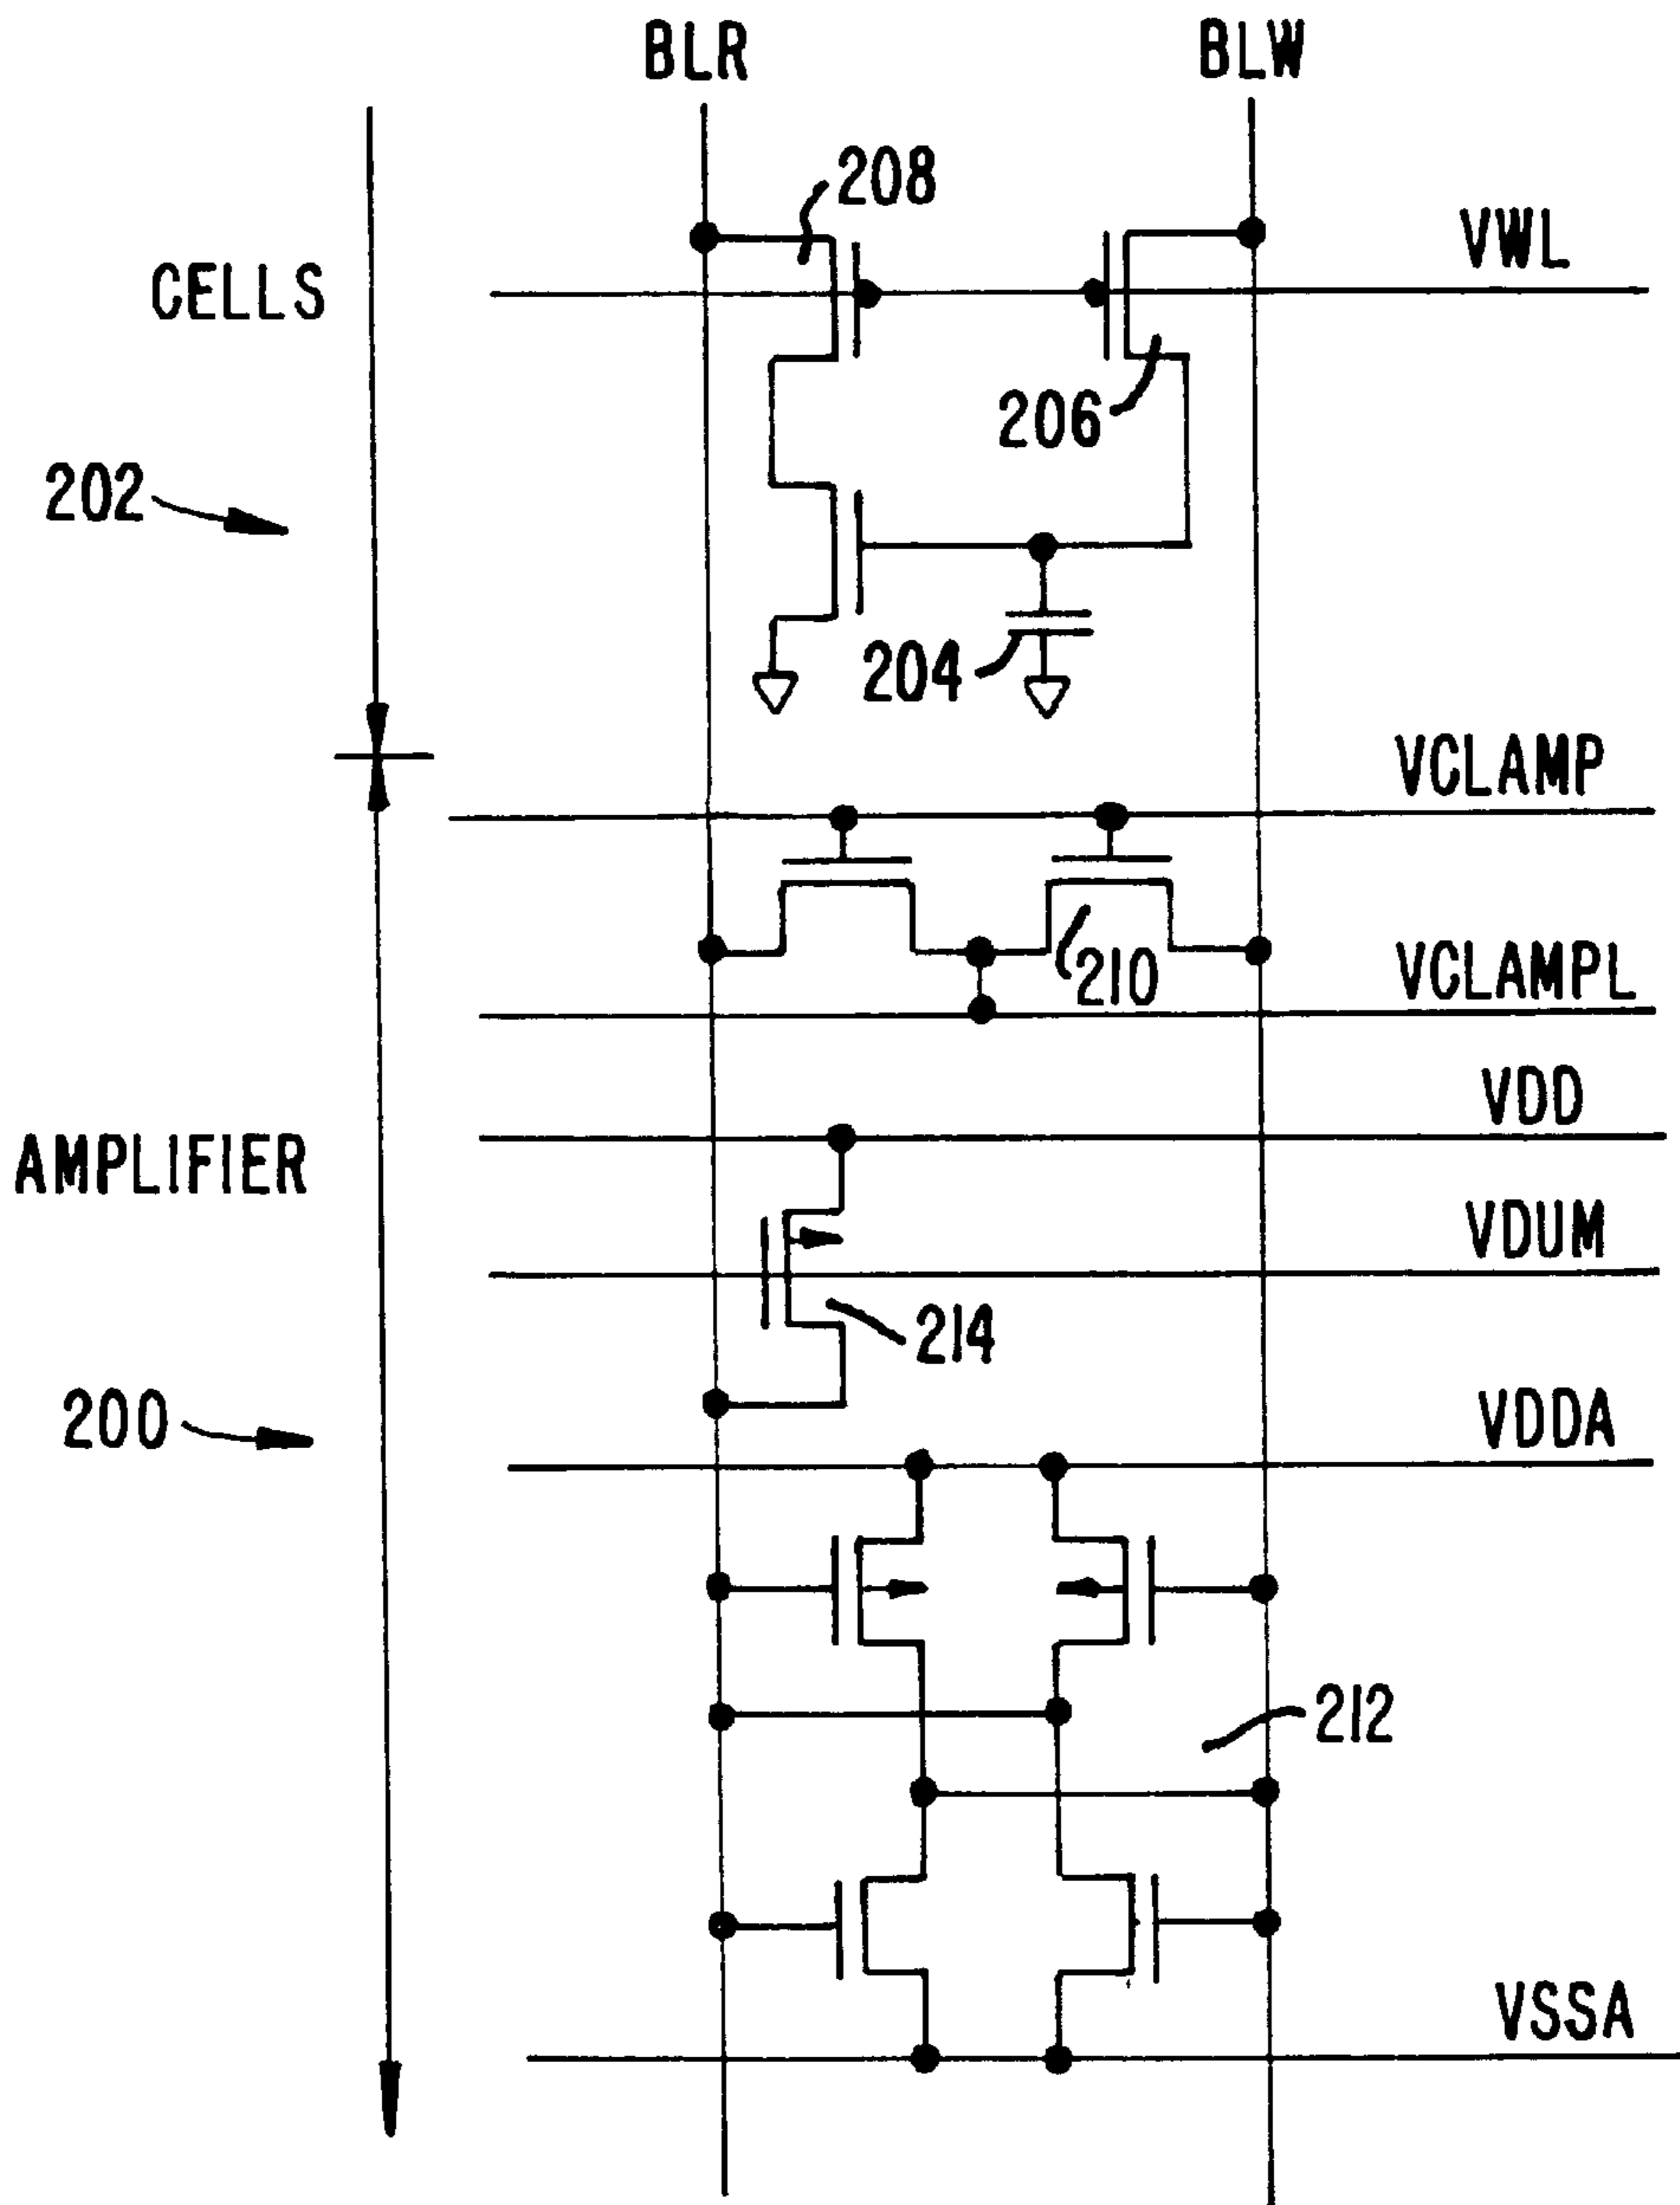 BLR BLW
208
VWL
CELLS
206
202
204
VCLAMP
210
VCLAMPL
VDD
AMPLIFIER
VDUM
214
200
VDDA
212
VSSA